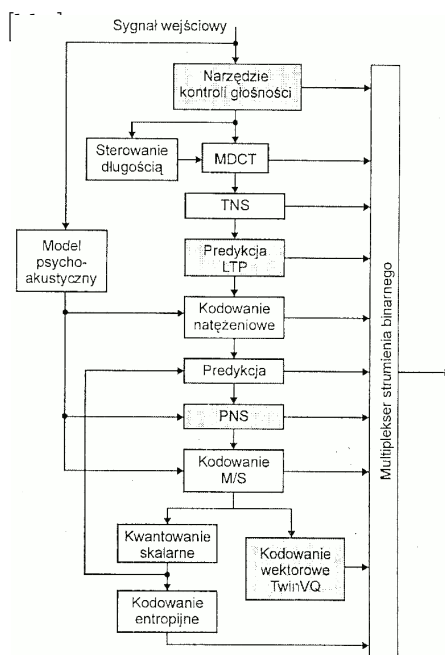 Sygnał wejściowy
Narzędzie
kontroli głośności
Sterowanie
długością
MDCT
TNS
Model
psycho-
akustyczny
Predykcja
LTP
Kodowanie
natężeniowe
Predykcja
PNS
Kodowanie
M/S
Kwantowanie
skalarne
Kodowanie
wektorowe
TwinVQ
Kodowanie
entropijne
Multiplekser strumienia binarnego